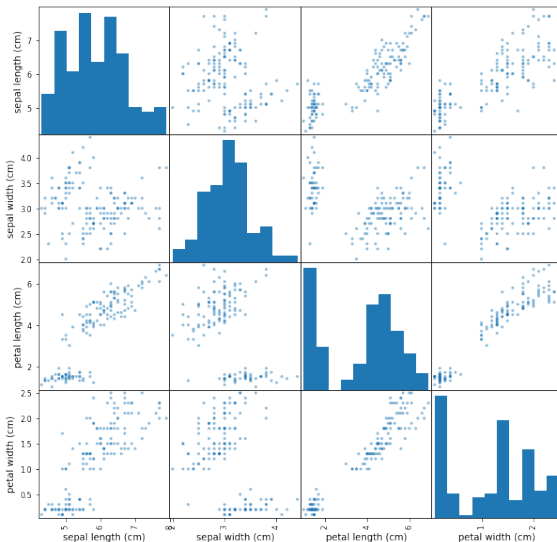 sepal length (cm)
7
6
5
sepal width (cm)
4.0
3.5
3.0
2.5
2.0
petal length (cm)
6
4
2
petal width (cm)
2.5
2.0
1.5
1.0
0.5
5 6 7 8 2 3 4 2 4 6 1 2
sepal length (cm) sepal width (cm) petal length (cm) petal width (cm)